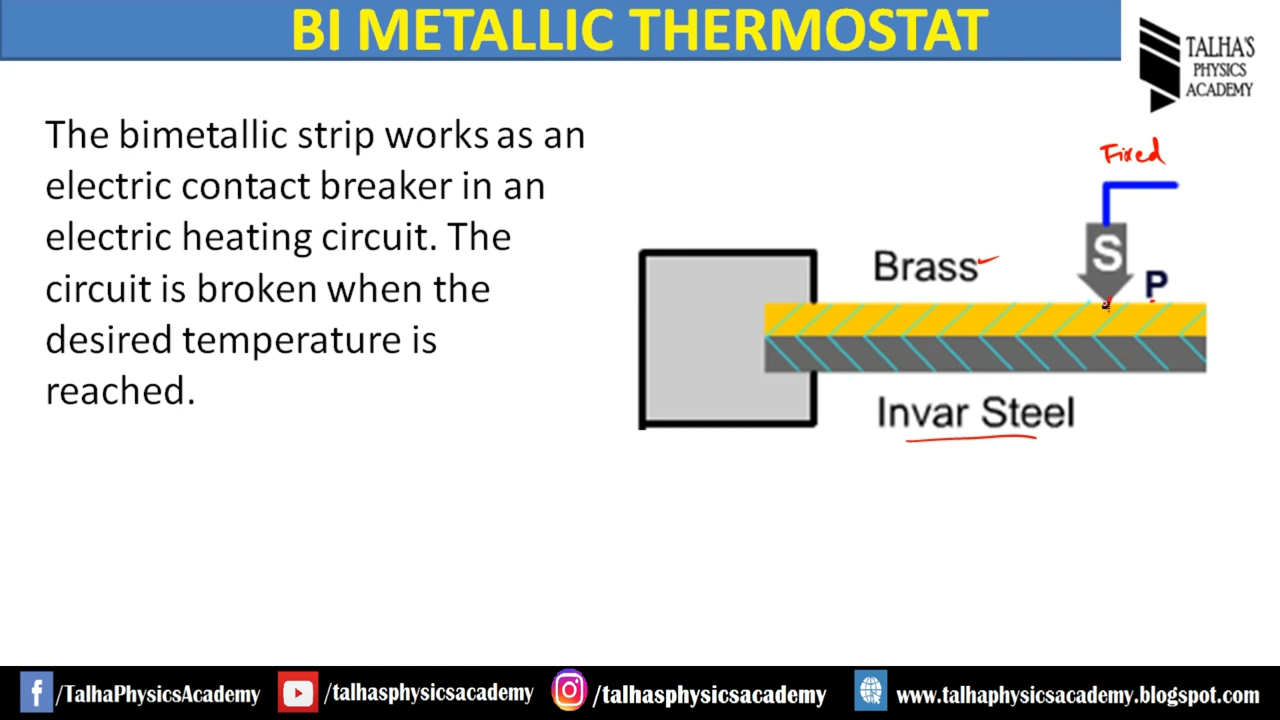 BI METALLIC THERMOSTAT
TALHA'S
PHYSICS
ACADEMY
The bimetallic strip works as an
electric contact breaker in an
electric heating circuit. The
circuit is broken when the
desired temperature is
reached.
Fixed
S
Brass
P
Invar Steel
/TalhaPhysicsAcademy
/talhasphysicsacademy
/talhasphysicsacademy
www.talhaphysicsacademy.blogspot.com